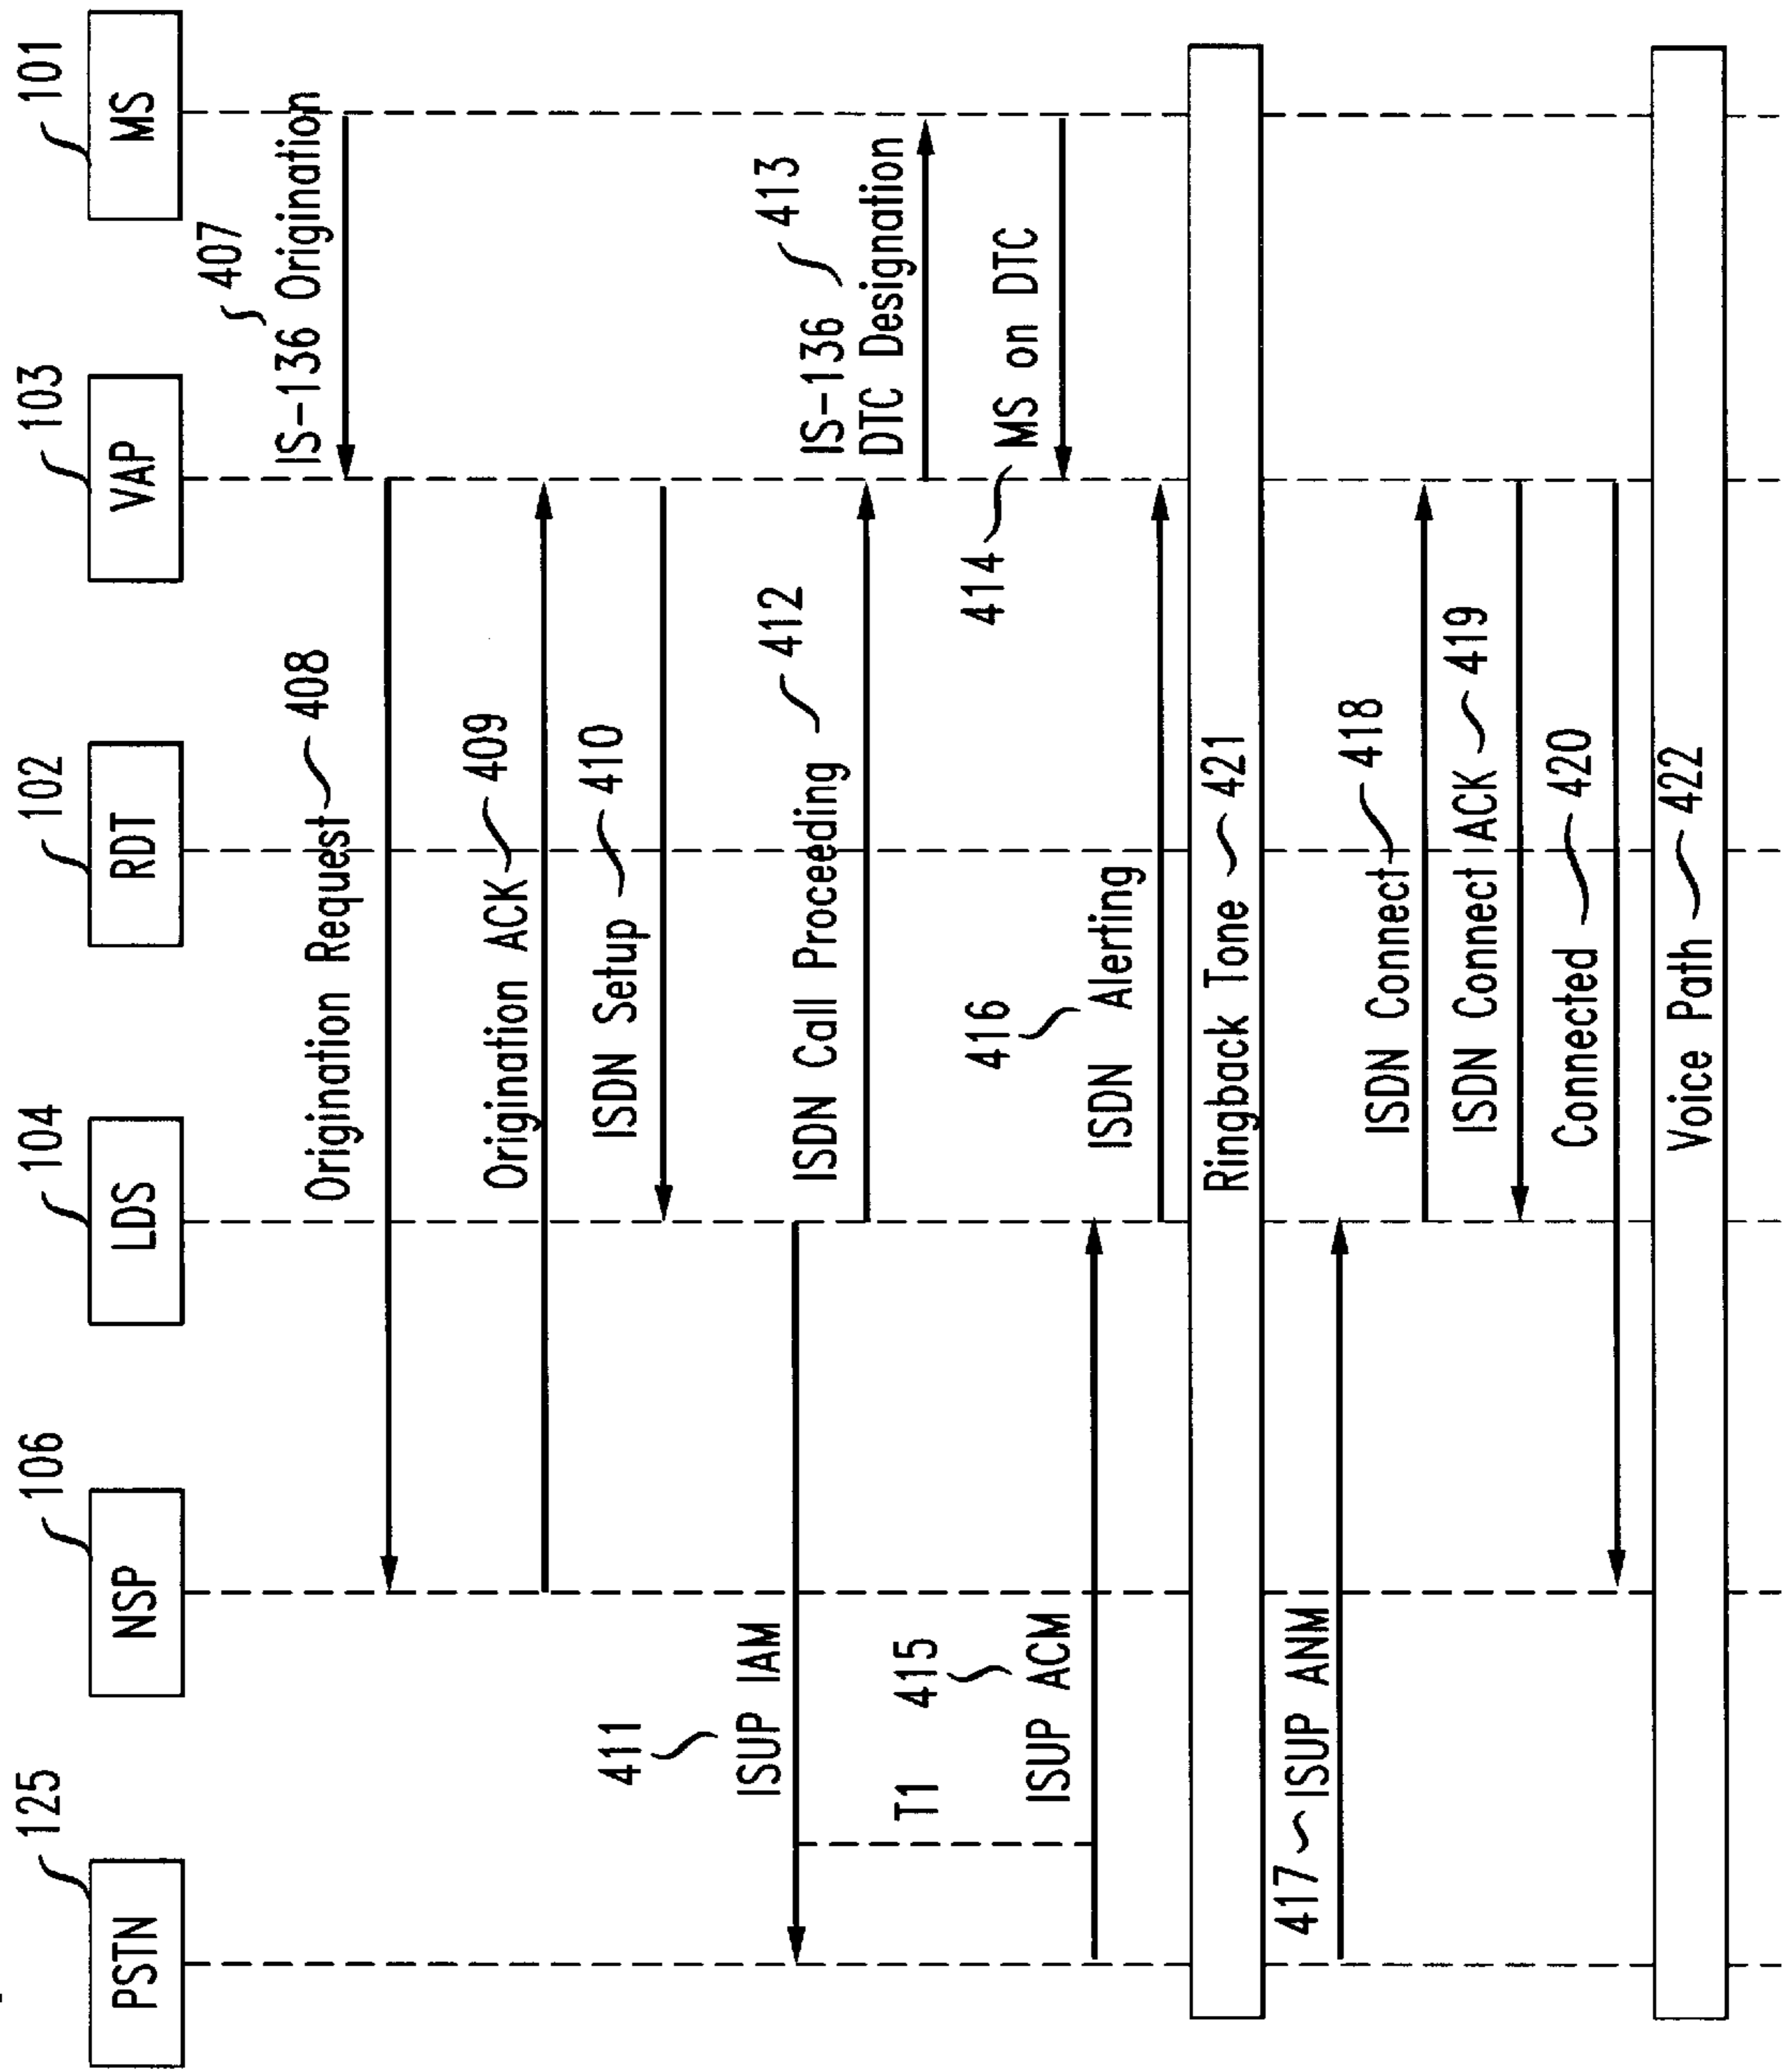 PSTN
125
NSP
106
LDS
104
RDT
102
VAP
103
MS
101
407
IS-136 Origination
Origination Request
408
Origination ACK
409
ISDN Setup
410
411
ISUP IAM
ISDN Call Proceeding
412
IS-136
DTC Designation
413
T1
414
MS on DTC
415
ISUP ACM
416
ISDN Alerting
Ringback Tone
421
417
ISUP ANM
ISDN Connect
418
ISDN Connect ACK
419
Connected
420
Voice Path
422